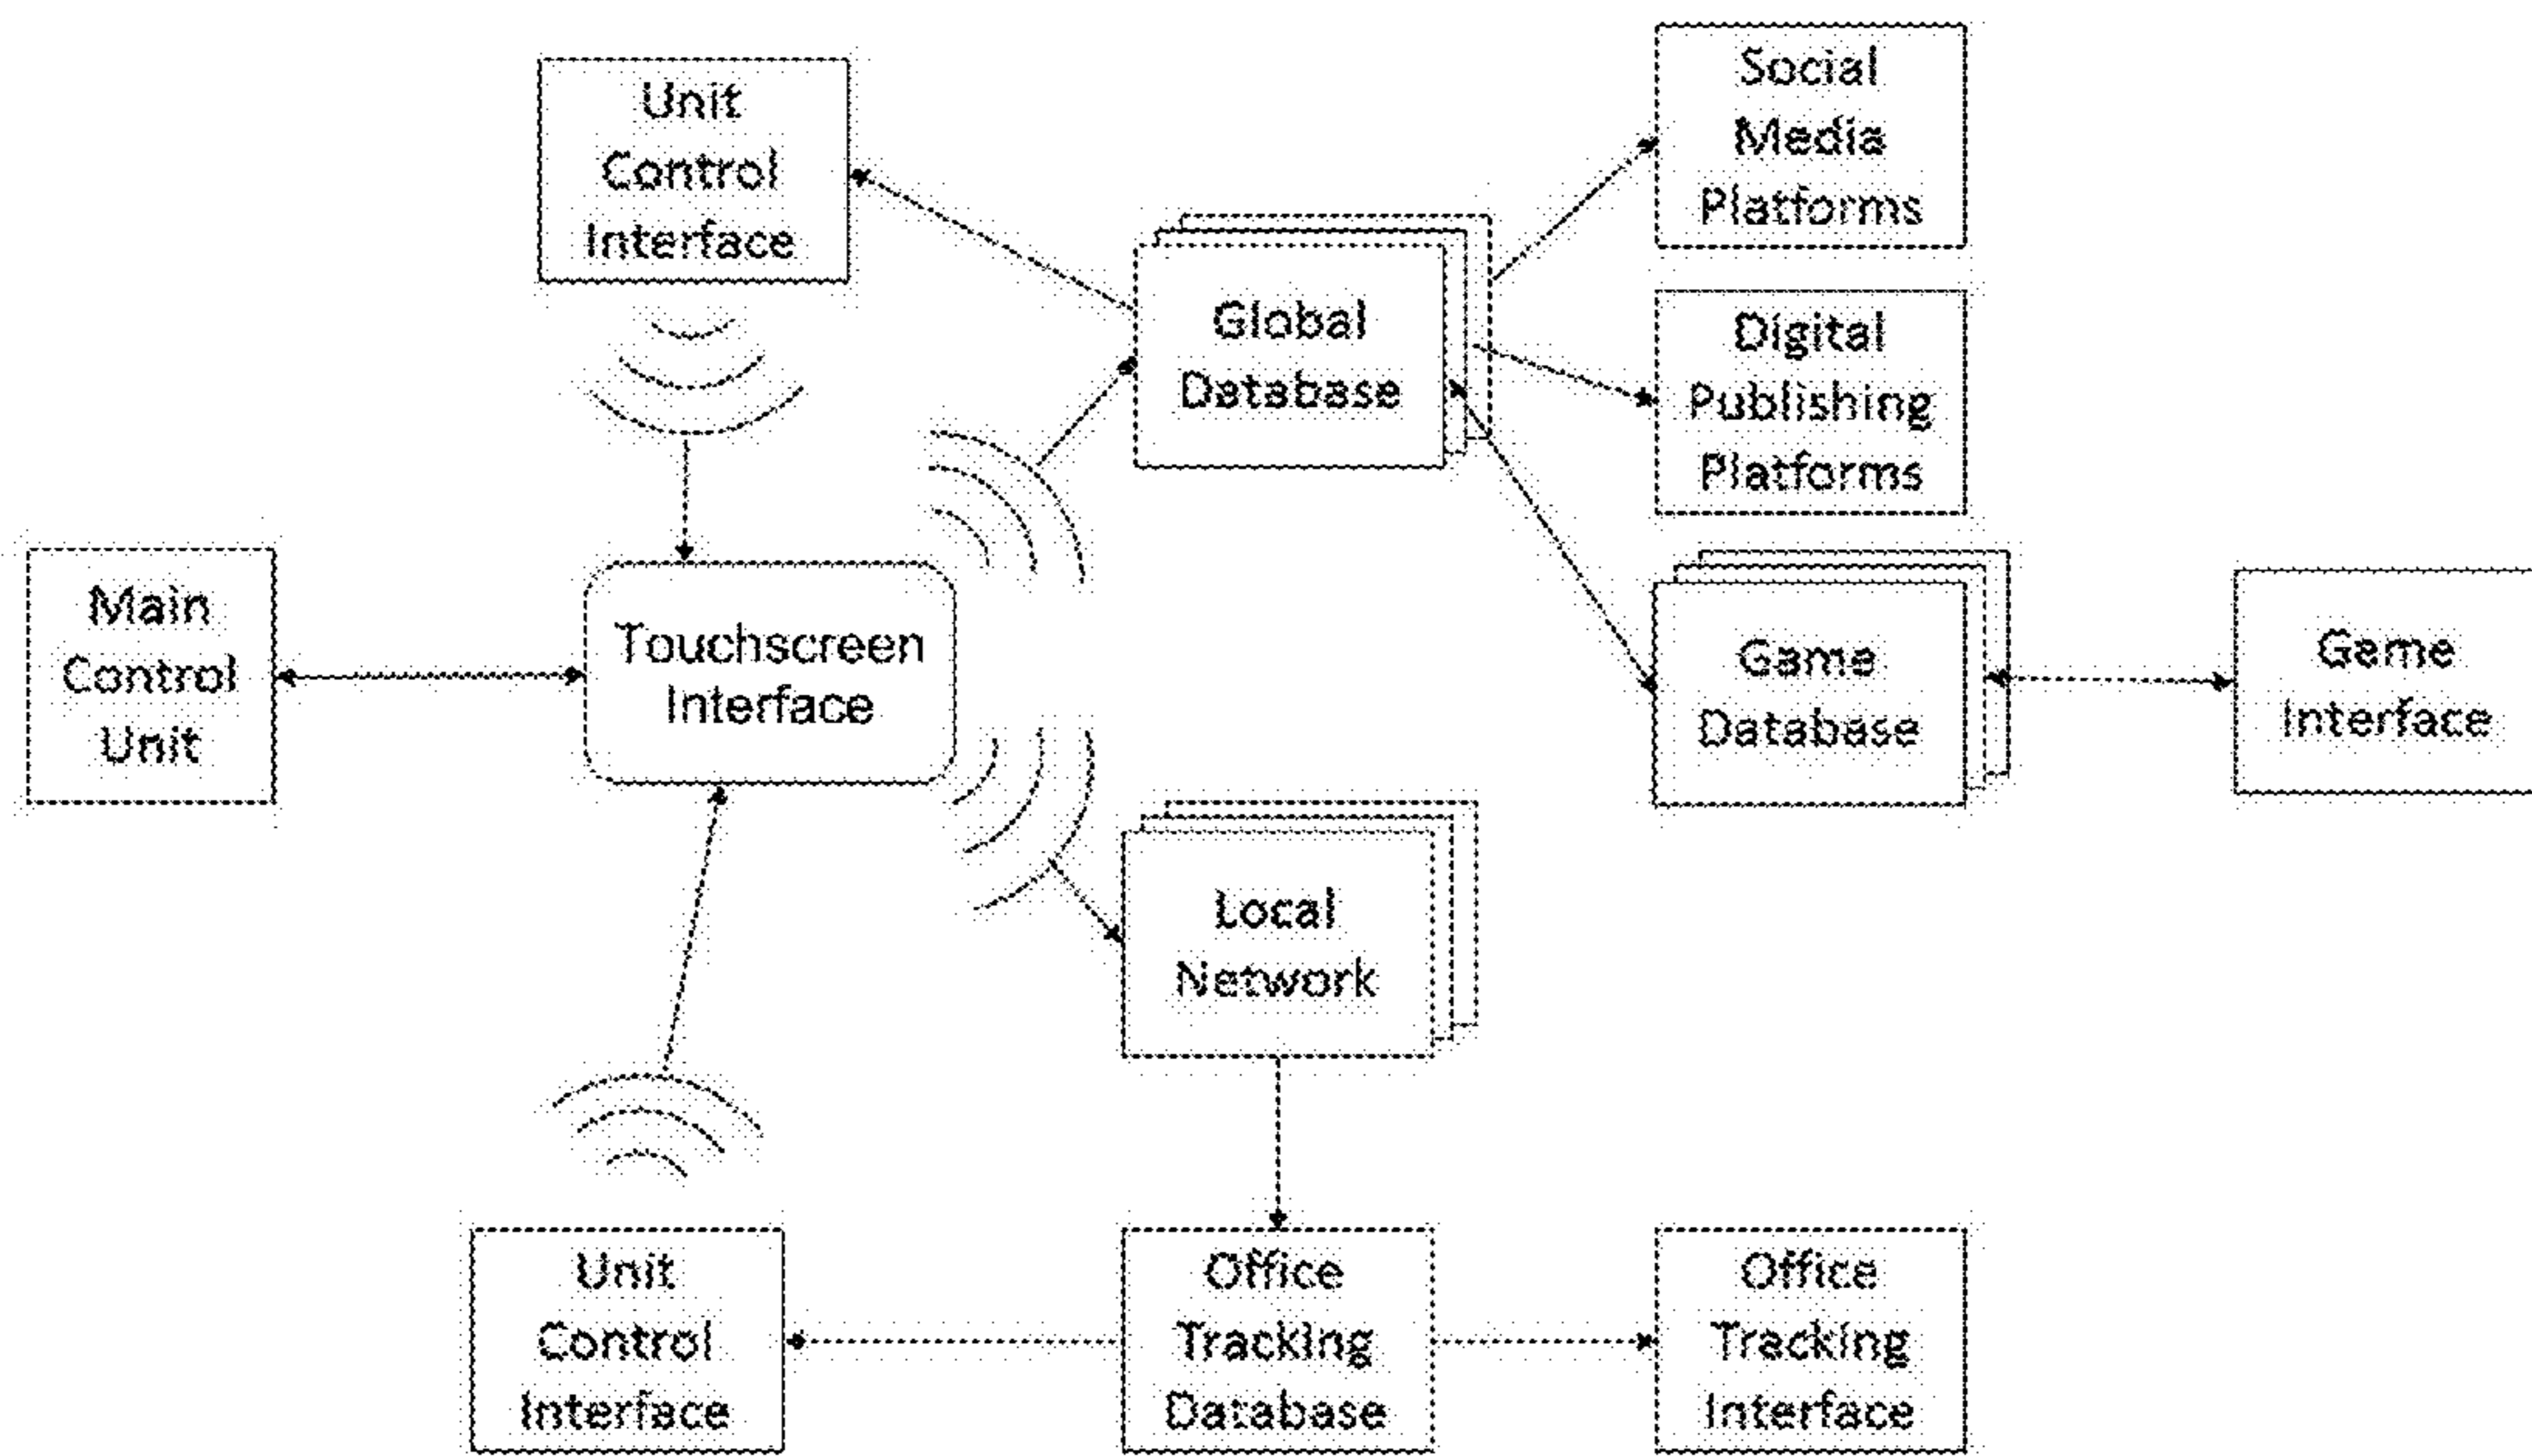 Unit
Control
Interface
Social
Media
Platforms
Global
Database
Digital
Publishing
Platforms
Main
Control
Unit
Touchscreen
Interface
Game
Database
Game
Interface
Local
Network
Unit
Control
Interface
Office
Tracking
Database
Office
Tracking
Interface